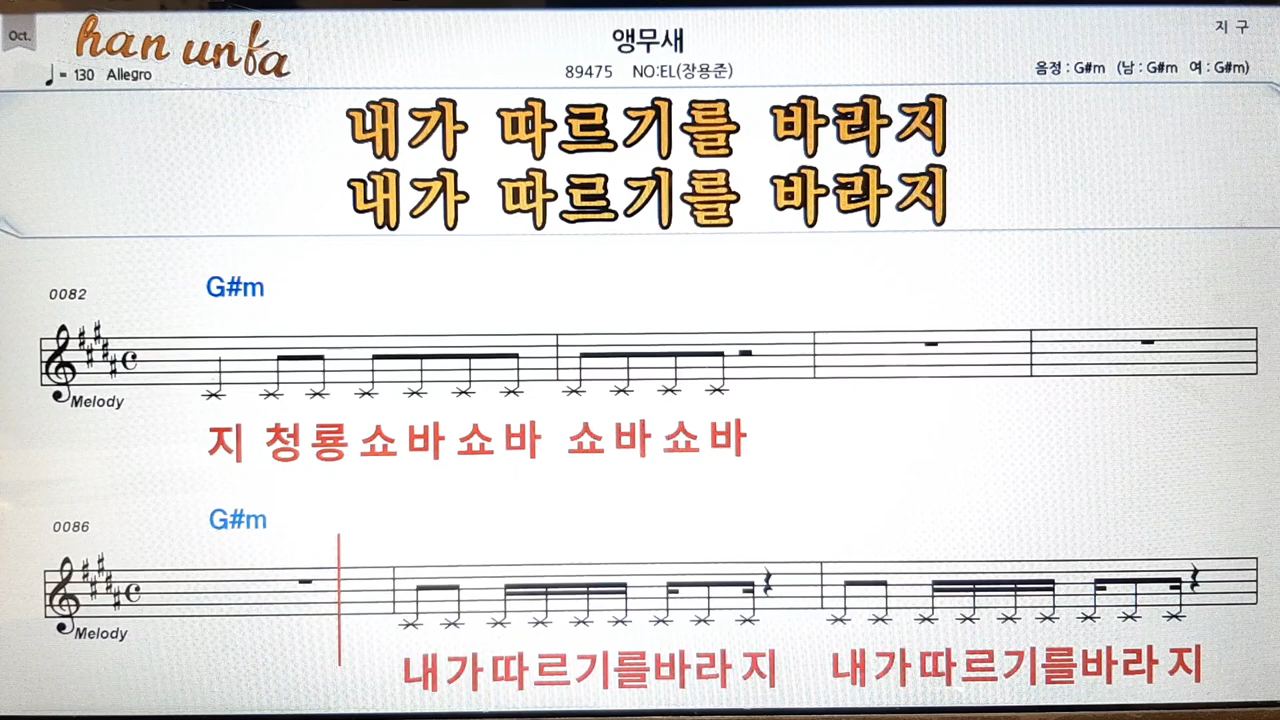 Oct.
han unfa
앵무새
지 구
♩= 130 Allegro
89475 NO:EL(장용준)
음정 : G#m (남 : G#m 여 : G#m)
내가 따르기를 바라지
내가 따르기를 바라지
0082
G#m
Melody
지 청룡쇼바쇼바 쇼바쇼바
0086
G#m
Melody
내가따르기를바라지 내가따르기를바라지